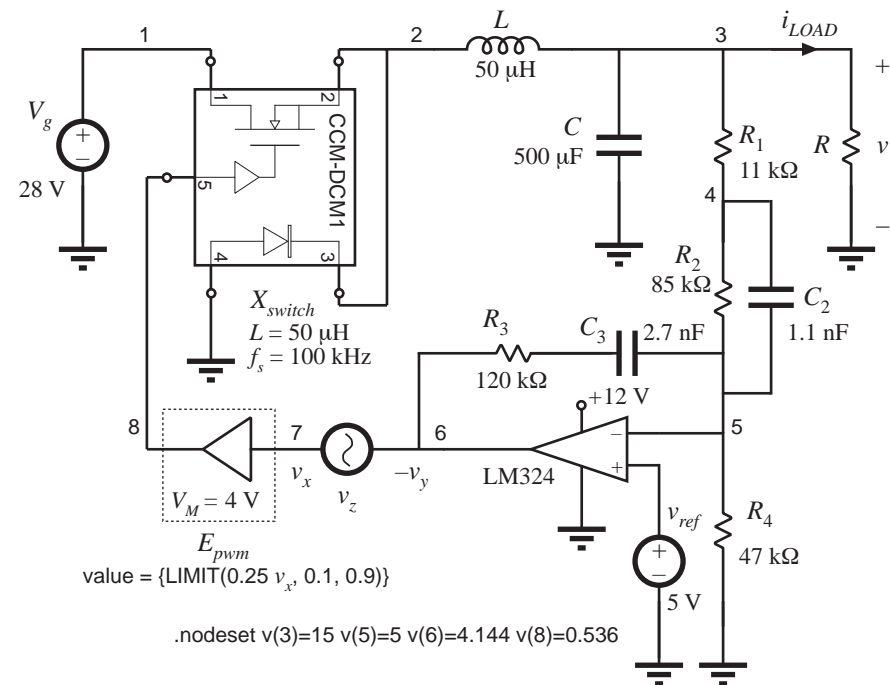 1
2
L
50 µH
3
i_LOAD
V_g
+
−
28 V
1
2
5
4
3
CCM-DCM1
X_switch
L = 50 µH
f_s = 100 kHz
C
500 µF
R_1
11 kΩ
R
+
v
−
4
R_2
85 kΩ
C_2
1.1 nF
R_3
120 kΩ
C_3
2.7 nF
+12 V
8
7
6
5
V_M = 4 V
v_x
v_z
−v_y
LM324
−
+
v_ref
+
−
5 V
R_4
47 kΩ
E_pwm
value = {LIMIT(0.25 v_x, 0.1, 0.9)}
.nodeset v(3)=15 v(5)=5 v(6)=4.144 v(8)=0.536